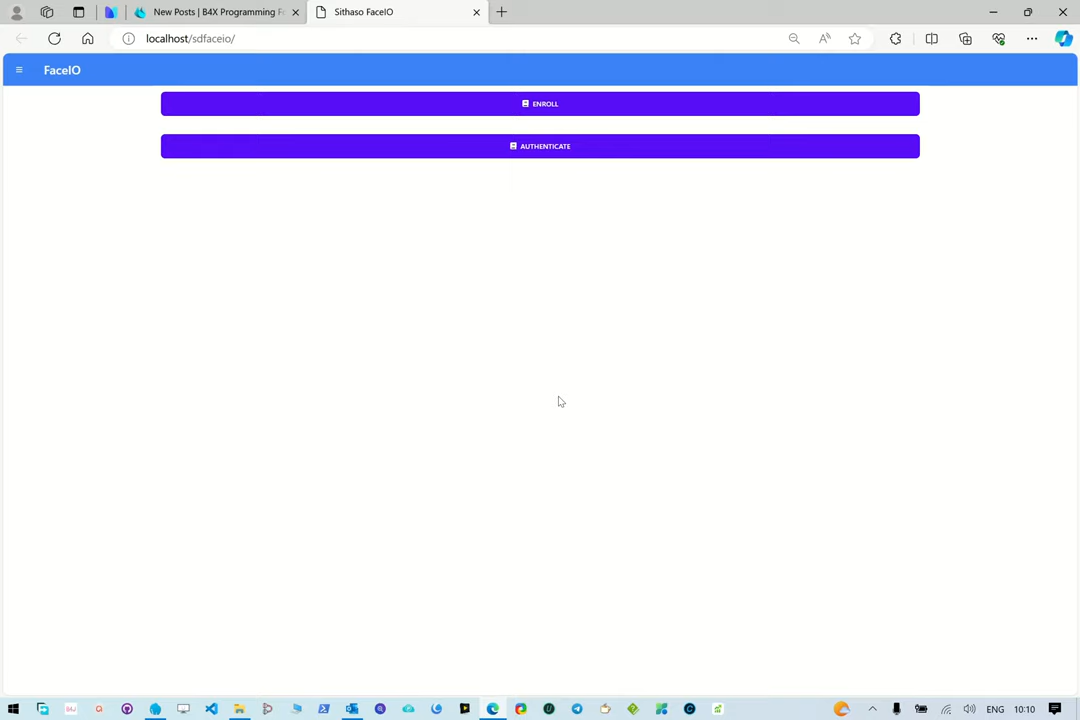 New Posts | B4X Programming F
Sithaso FaceIO
localhost/sdfaceio/
FaceIO
ENROLL
AUTHENTICATE
ENG
10:10